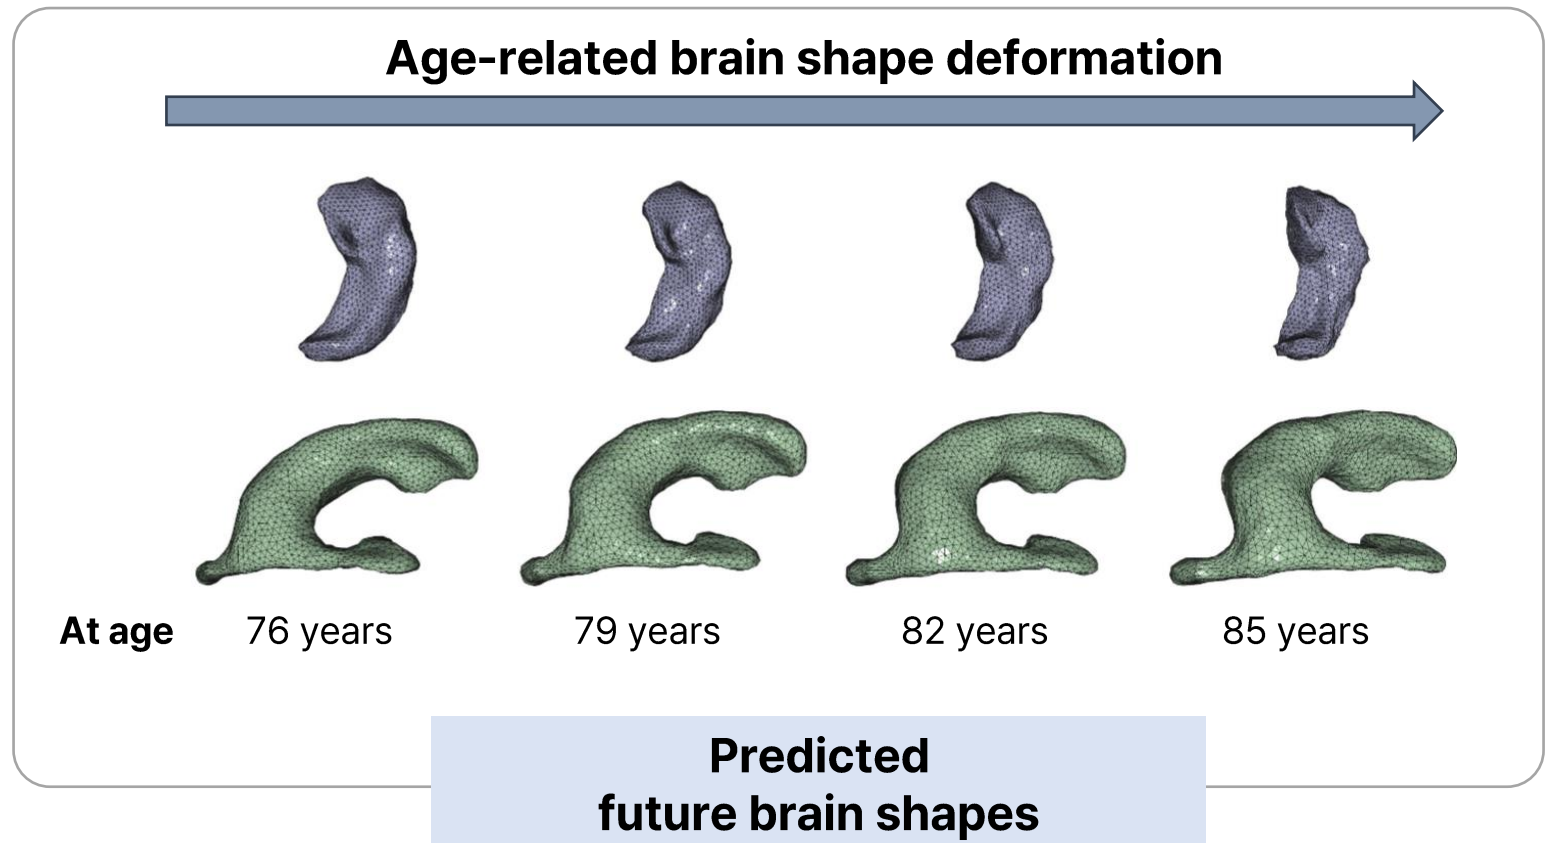 Age-related brain shape deformation
At age 76 years 79 years 82 years 85 years
Predicted
future brain shapes